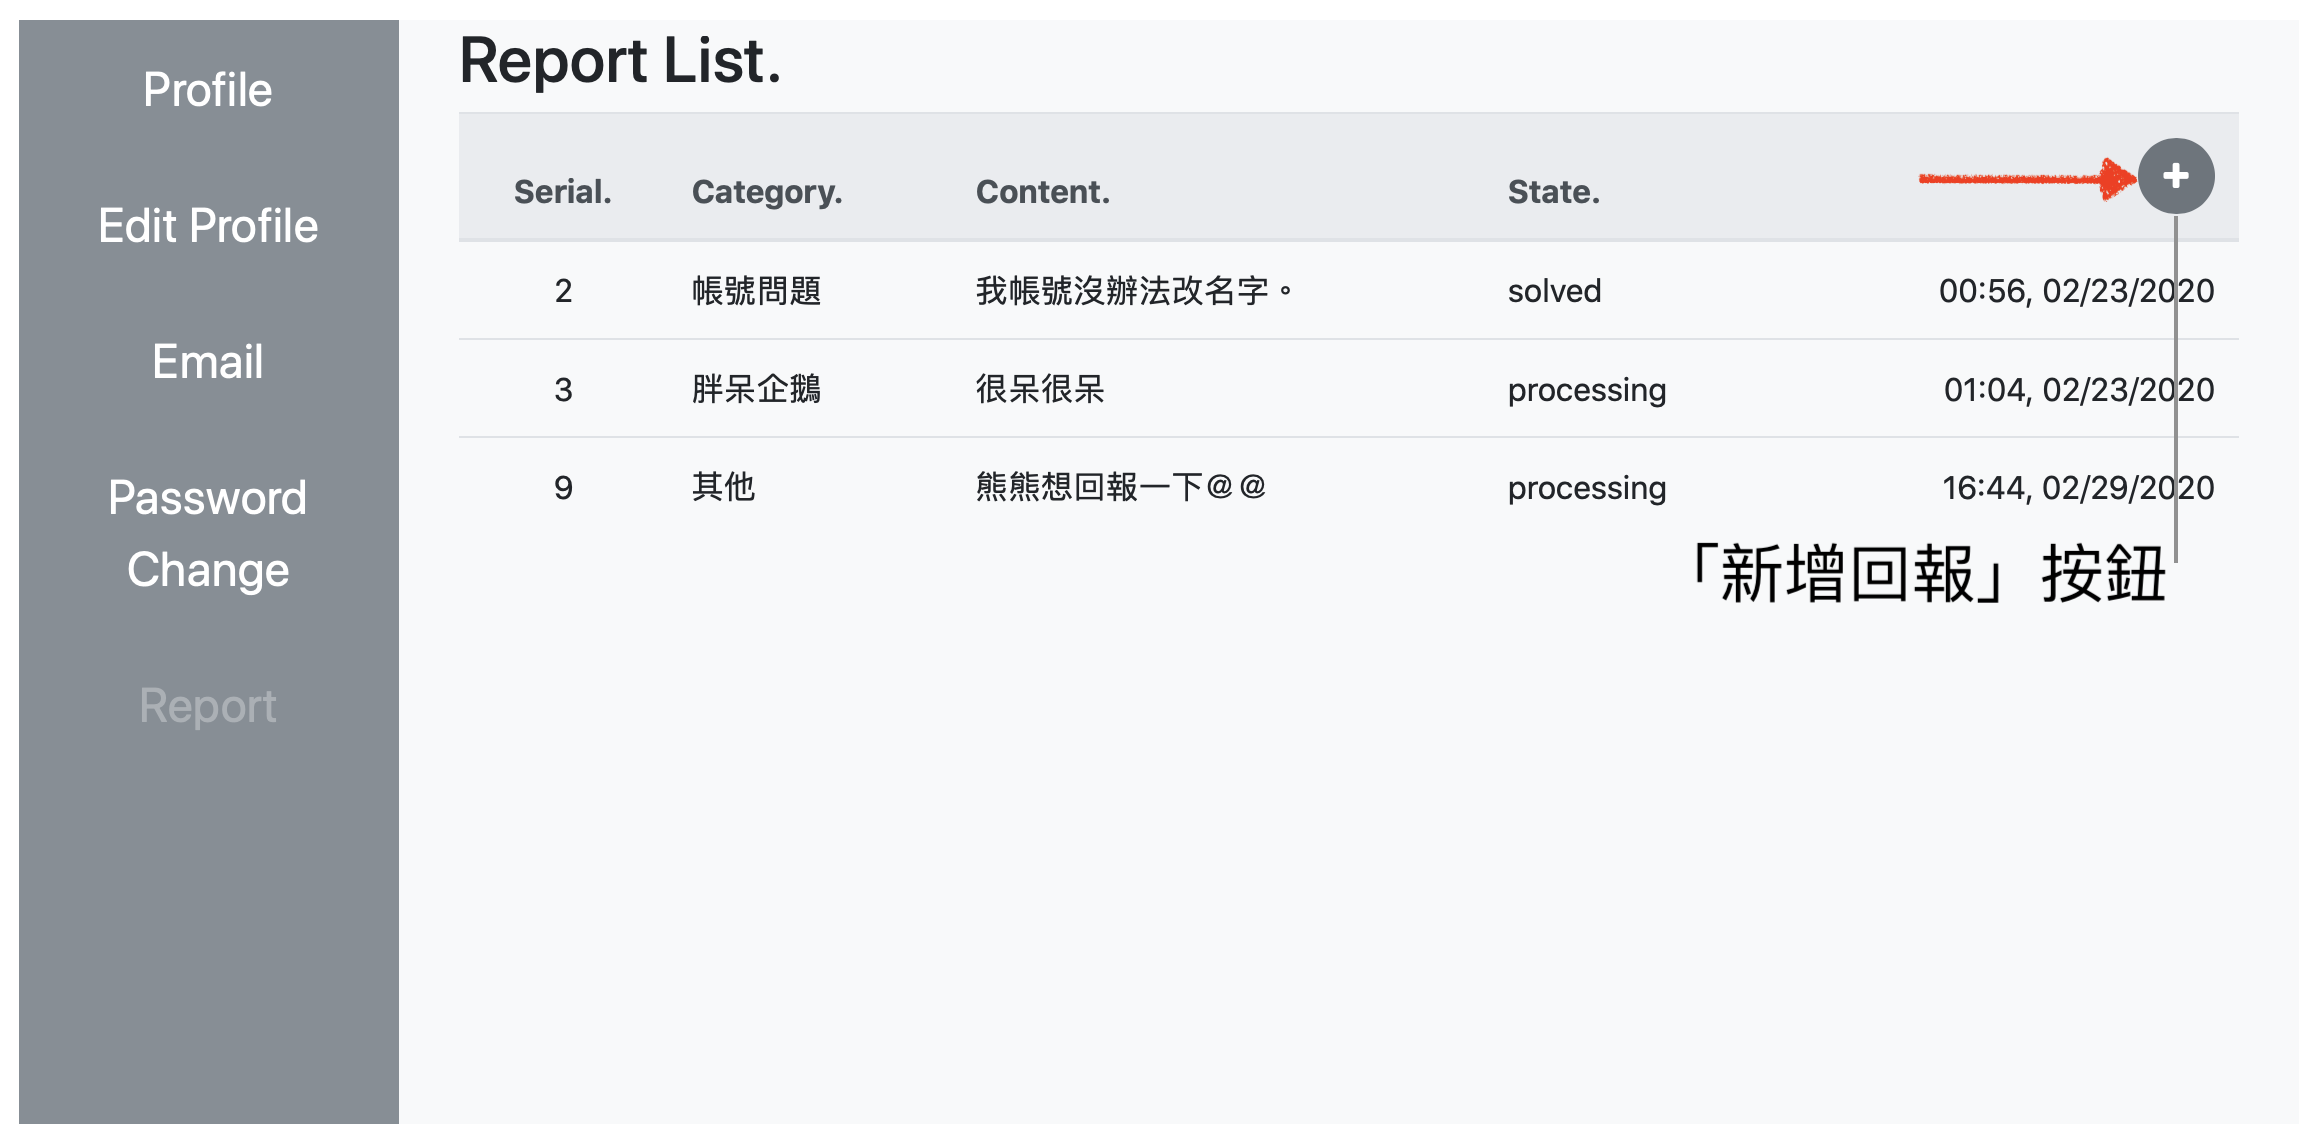 Profile
Edit Profile
Email
Password
Change
Report
Report List.
Serial. Category. Content. State.
2 帳號問題 我帳號沒辦法改名字。 solved 00:56, 02/23/2020
3 胖呆企鵝 很呆很呆 processing 01:04, 02/23/2020
9 其他 熊熊想回報一下@@ processing 16:44, 02/29/2020
「新增回報」按鈕